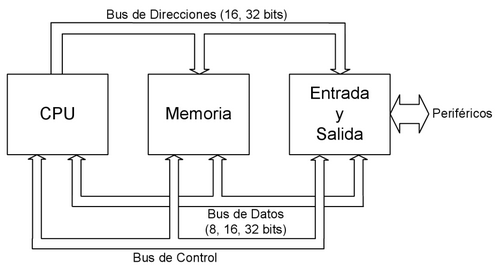 Bus de Direcciones (16, 32 bits)
CPU
Memoria
Entrada
y
Salida
Periféricos
Bus de Datos
(8, 16, 32 bits)
Bus de Control